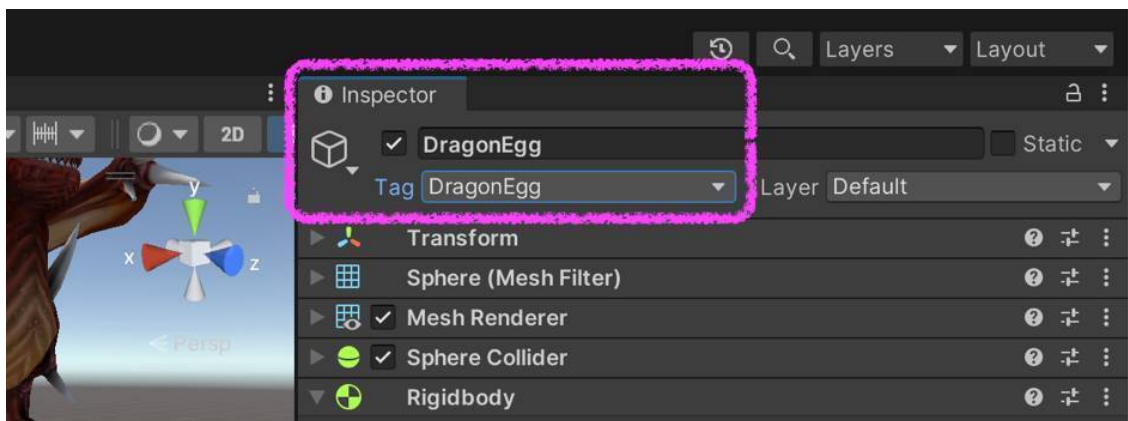 Layers Layout
Inspector
2D DragonEgg Static
Tag DragonEgg Layer Default
y
x z
Persp
Transform
Sphere (Mesh Filter)
Mesh Renderer
Sphere Collider
Rigidbody